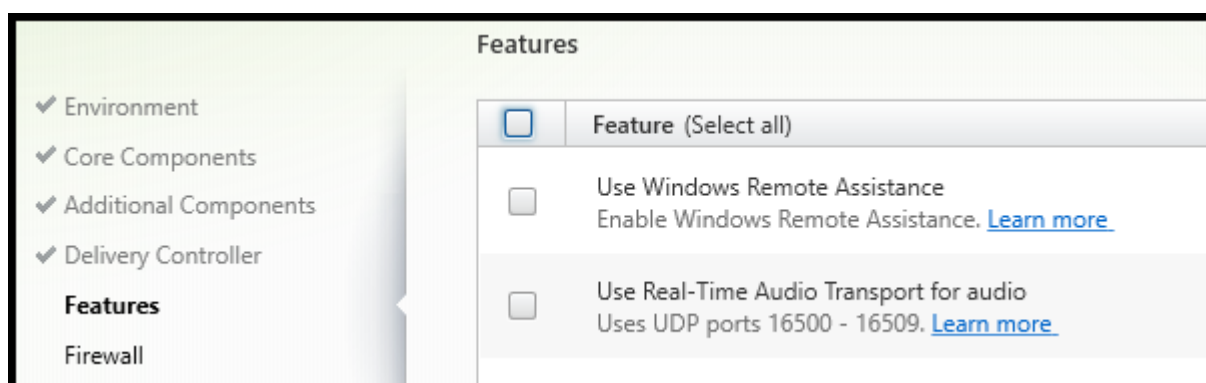 Features
Environment
Core Components
Additional Components
Delivery Controller
Features
Firewall
Feature (Select all)
Use Windows Remote Assistance
Enable Windows Remote Assistance. Learn more
Use Real-Time Audio Transport for audio
Uses UDP ports 16500 - 16509. Learn more